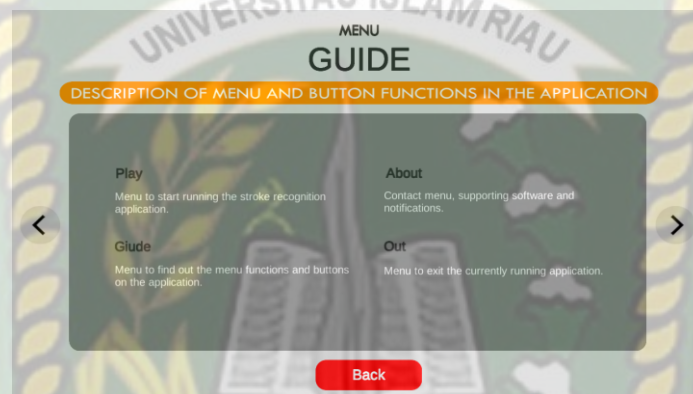 UNIVERSITAS ISLAM RIAU
MENU
GUIDE
DESCRIPTION OF MENU AND BUTTON FUNCTIONS IN THE APPLICATION
Play
Menu to start running the stroke recognition
application.
Giude
Menu to find out the menu functions and buttons
on the application.
About
Contact menu, supporting software and
notifications.
Out
Menu to exit the currently running application.
Back